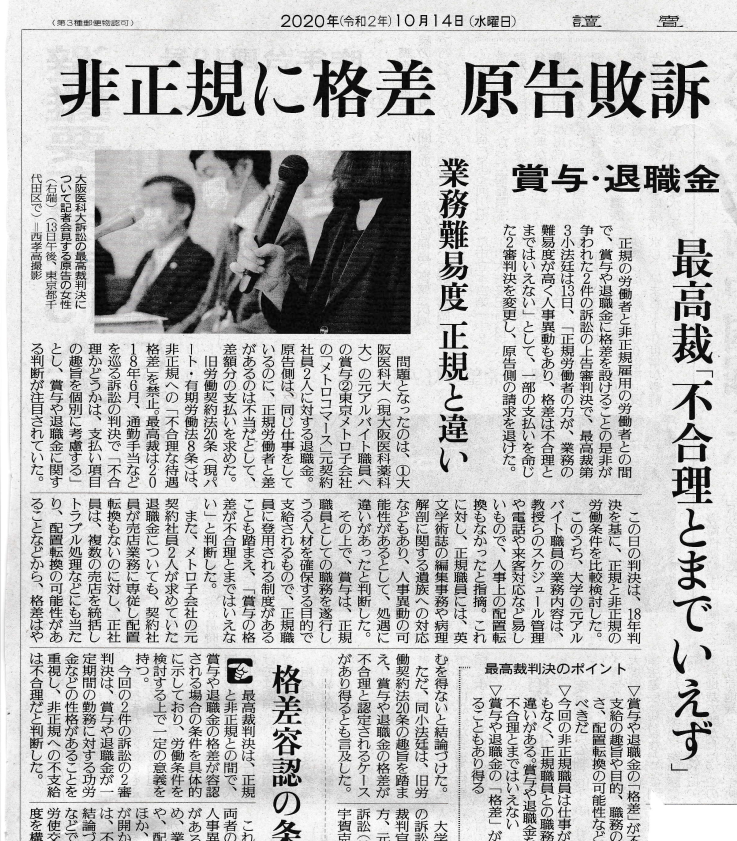 (第3種郵便物認可)
2020年(令和2年)10月14日(水曜日)
讀賣
非正規に格差 原告敗訴
賞与・退職金
最高裁「不合理とまでいえず」
業務難易度 正規と違い
正規の労働者と非正規雇用の労働者との間
で、賞与や退職金に格差を設けることの是非が
争われた2件の訴訟の上告審判決で、最高裁第
3小法廷は13日、「正規労働者の方が、業務の
難易度が高く人事異動もあり、格差は不合理と
まではいえない」として、一部の支払いを命じ
た2審判決を変更し、原告側の請求を退けた。
大阪医科大訴訟の最高裁判決に
ついて記者会見する原告の女性
(右端)(13日午後、東京都千
代田区で)=西孝高撮影
問題となったのは、①大
阪医科大(現大阪医科薬科
大)の元アルバイト職員へ
の賞与②東京メトロ子会社
の「メトロコマース」元契約
社員2人に対する退職金。
原告側は、同じ仕事をして
いるのに、正規労働者と差
があるのは不当だとして、
差額分の支払いを求めた。
旧労働契約法20条(現パ
ート・有期労働法8条)は、
非正規への「不合理な待遇
格差」を禁止。最高裁は20
18年6月、通勤手当など
を巡る訴訟の判決で「不合
理かどうかは、支払い項目
の趣旨を個別に考慮する」
とし、賞与や退職金に関す
る判断が注目されていた。
この日の判決は、18年判
決を基に、正規と非正規の
労働条件を比較検討した。
このうち、大学の元アル
バイト職員の業務内容は、
教授らのスケジュール管理
や電話や来客対応など易し
いもので、人事上の配置転
換もなかったと指摘。これ
に対し、正規職員には、英
文学術誌の編集事務や病理
解剖に関する遺族への対応
などもあり、人事異動の可
能性があるとして、処遇に
違いがあったと判断した。
その上で、賞与は、正規
職員としての職務を遂行し
うる人材を確保する目的で
支給されるもので、正規職
員に登用される制度がある
ことも踏まえ、「賞与の格
差が不合理とまではいえな
い」と判断した。
また、メトロ子会社の元
契約社員2人が求めていた
退職金についても、契約社
員が売店業務に専従し配置
転換もないのに対し、正社
員は、複数の売店を統括し
トラブル処理などにも当た
り、配置転換の可能性があ
ることなどから、格差はや
むを得ないと結論づけた。
ただ、同小法廷は、旧労
働契約法20条の趣旨を踏ま
え、賞与や退職金の格差が
不合理と認定されるケース
があり得るとも言及した。
最高裁判決のポイント
▽賞与や退職金の「格差」が不
支給の趣旨や目的、職務の
さ、配置転換の可能性など
べきだ
▽今回の非正規職員は仕事が
もなく、正規職員との職務
違いがある。賞与や退職金を
不合理とまではいえない
▽賞与や退職金の「格差」が
ることもあり得る
格差容認の条
最高裁判決は、正規
と非正規との間で、
賞与や退職金の格差が容認
される場合の条件を具体的
に示しており、労働条件を
検討する上で一定の意義を
持つ。
今回の2件の訴訟の2審
判決は、賞与や退職金が一
定期間の勤務に対する功労
金などの性格があることを
重視し、非正規への不支給
は不合理だと判断した。
大学
の訴訟
裁判官
方、元
訴訟(
宇賀克
これ
両者の
人事異
がある
め、業
や、配
ほか、
が開か
は、不
結論づ
などで
労使交
度を構